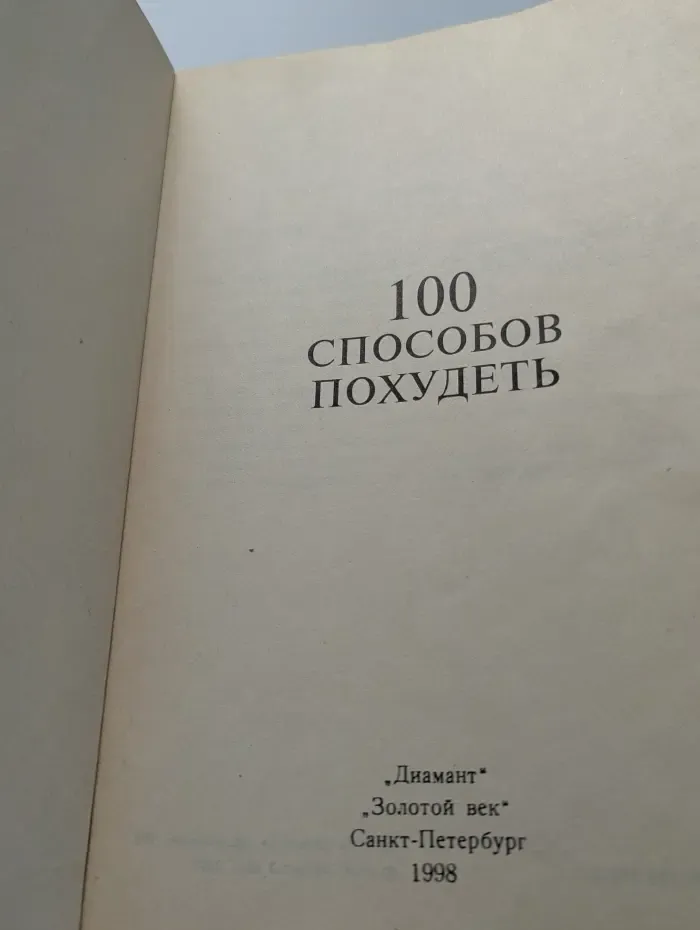 100
СПОСОБОВ
ПОХУДЕТЬ
„Диамант“
„Золотой век“
Санкт-Петербург
1998